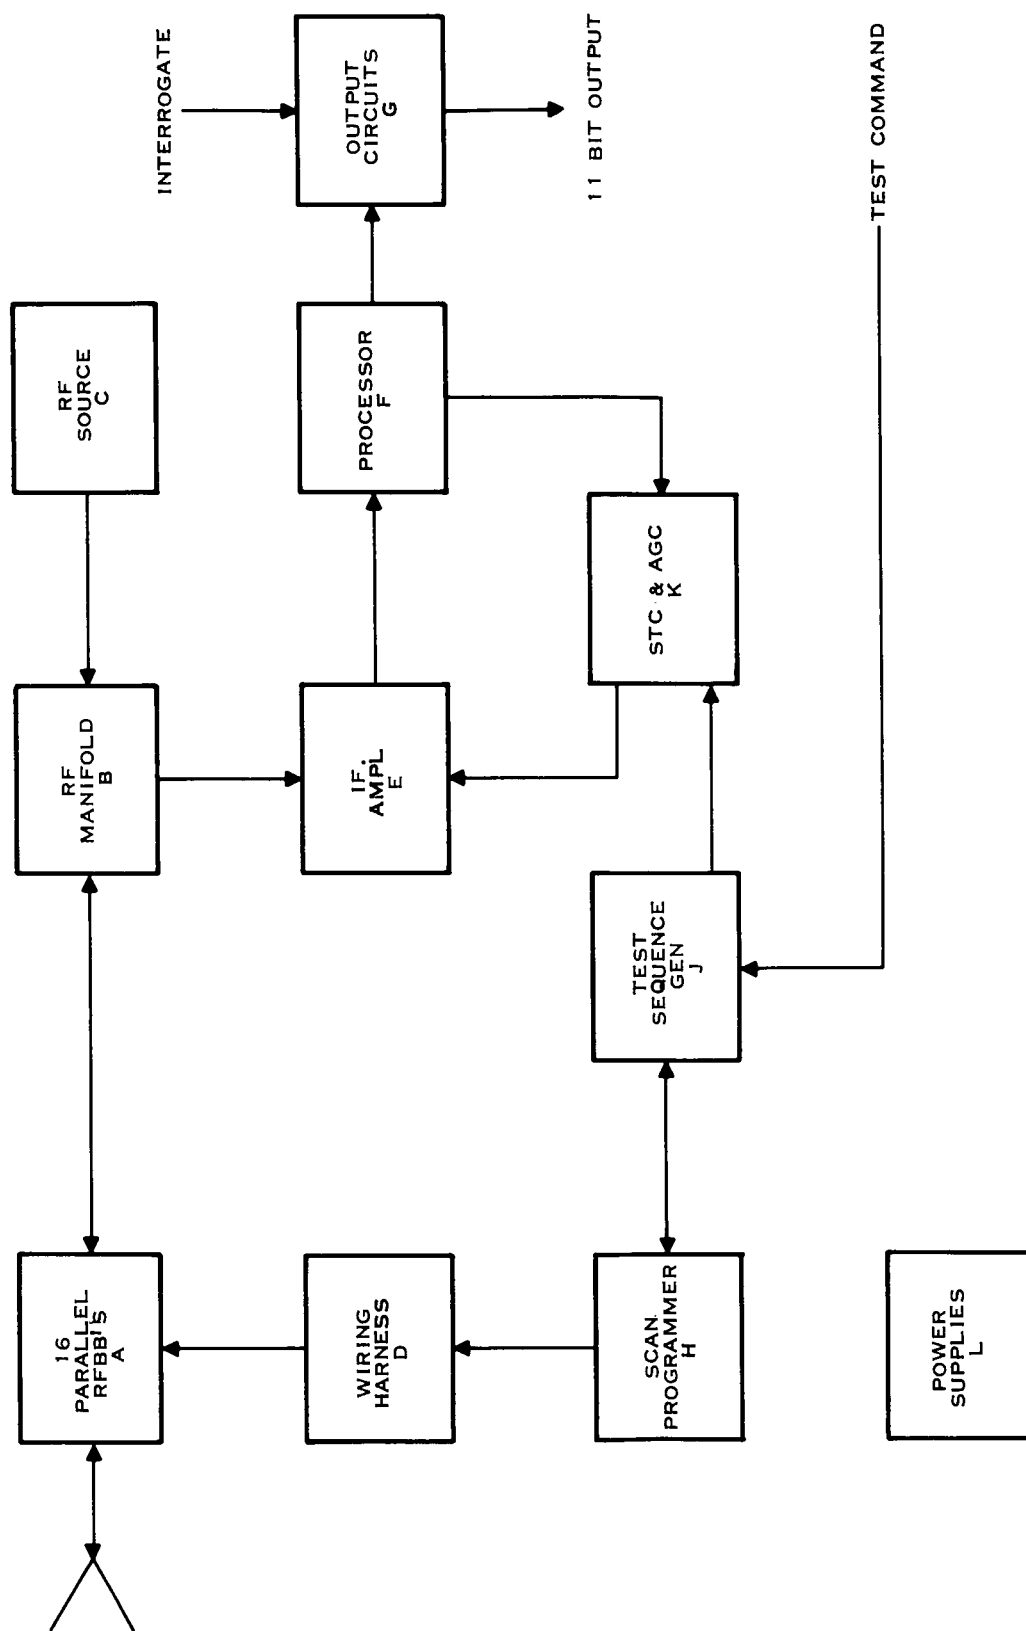 16
PARALLEL
RFBB'S
A
RF
MANIFOLD
B
RF
SOURCE
C
INTERROGATE
WIRING
HARNESS
D
IF.
AMPL
E
PROCESSOR
F
OUTPUT
CIRCUITS
G
SCAN
PROGRAMMER
H
TEST
SEQUENCE
GEN
J
STC & AGC
K
11 BIT OUTPUT
POWER
SUPPLIES
L
TEST COMMAND